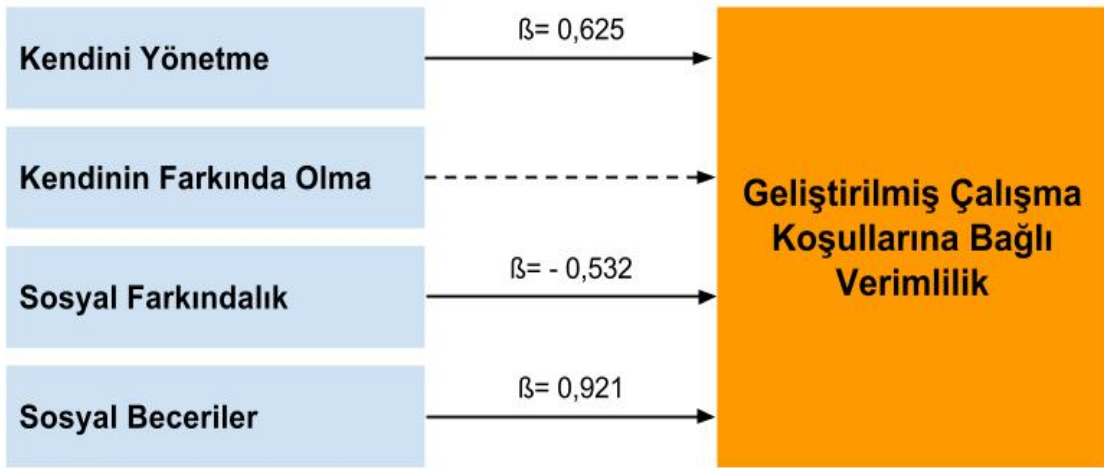 Kendini Yönetme
ß= 0,625
Kendinin Farkında Olma
Sosyal Farkındalık
ß= - 0,532
Sosyal Beceriler
ß= 0,921
Geliştirilmiş Çalışma
Koşullarına Bağlı
Verimlilik